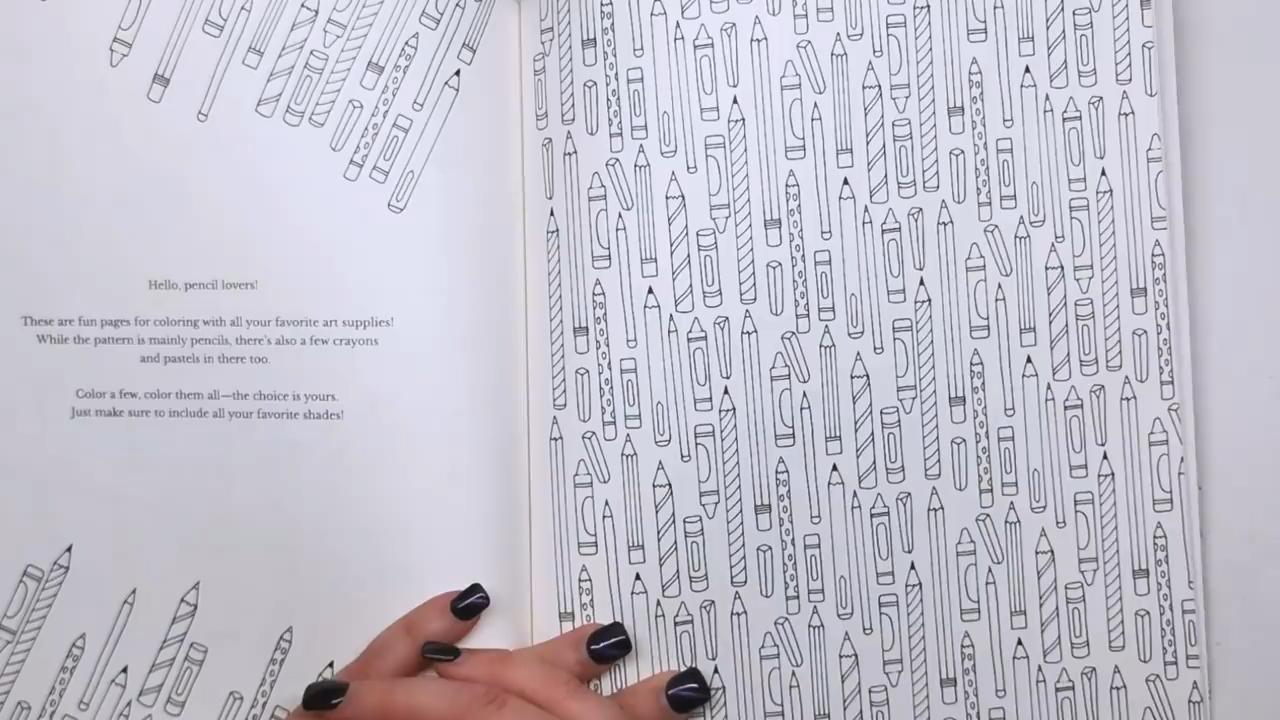 Hello, pencil lovers!
These are fun pages for coloring with all your favorite art supplies!
While the pattern is mainly pencils, there's also a few crayons
and pastels in there too.
Color a few, color them all—the choice is yours.
Just make sure to include all your favorite shades!